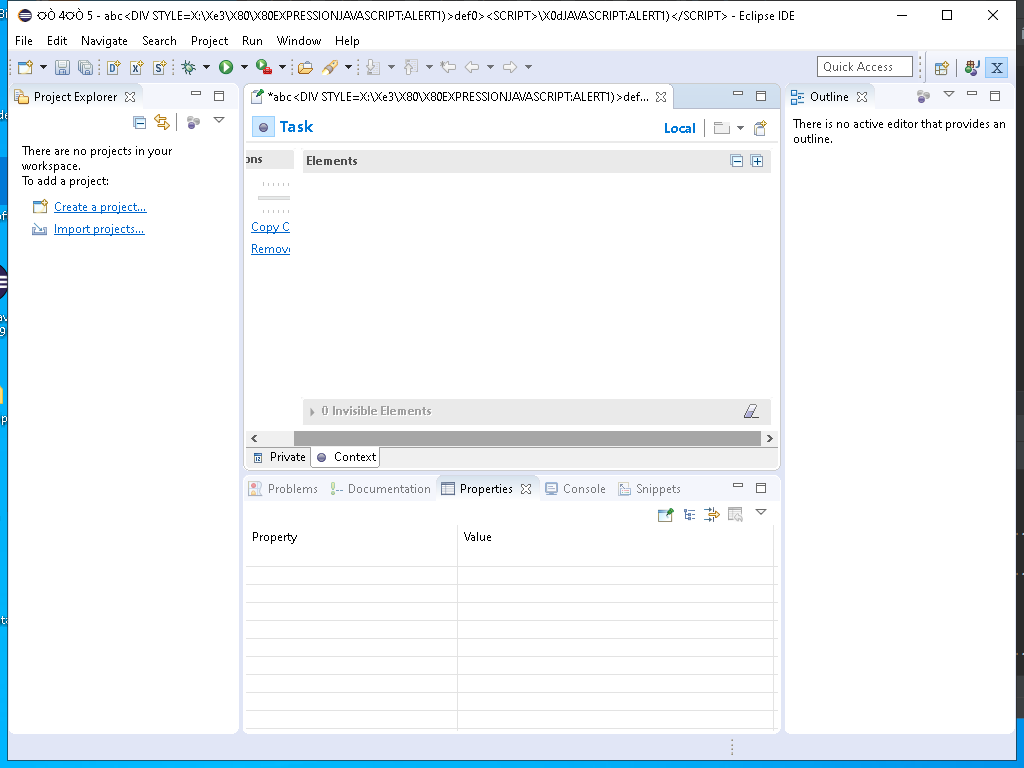 ꝹÒ 4ꝹÒ 5 - abc<DIV STYLE=X:\Xe3\X80\X80EXPRESSIONJAVASCRIPT:ALERT1)>def0><SCRIPT>\X0dJAVASCRIPT:ALERT1)</SCRIPT> - Eclipse IDE
File Edit Navigate Search Project Run Window Help
Quick Access
Project Explorer
There are no projects in your
workspace.
To add a project:
Create a project...
Import projects...
*abc<DIV STYLE=X:\Xe3\X80\X80EXPRESSIONJAVASCRIPT:ALERT1)>def...
Task
Local
ons
Elements
Copy C
Remov
0 Invisible Elements
Private Context
Problems Documentation Properties Console Snippets
Property Value
Outline
There is no active editor that provides an
outline.